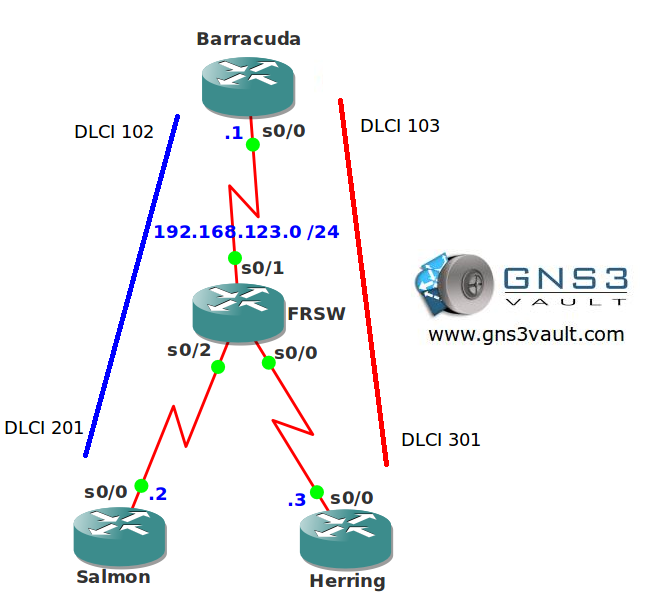 Barracuda
DLCI 102
.1
s0/0
DLCI 103
192.168.123.0 /24
s0/1
GNS3
VAULT
www.gns3vault.com
FRSW
s0/2
s0/0
DLCI 201
DLCI 301
s0/0
.2
.3
s0/0
Salmon
Herring